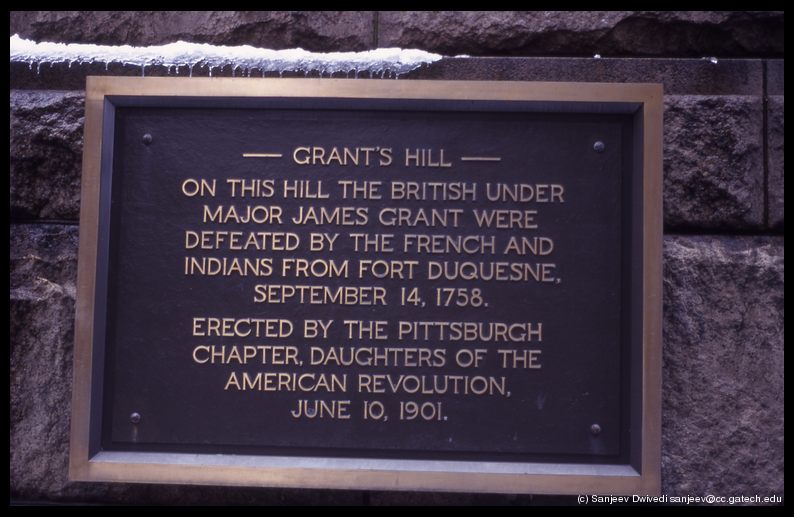 — GRANT'S HILL —
ON THIS HILL THE BRITISH UNDER
MAJOR JAMES GRANT WERE
DEFEATED BY THE FRENCH AND
INDIANS FROM FORT DUQUESNE,
SEPTEMBER 14, 1758.
ERECTED BY THE PITTSBURGH
CHAPTER, DAUGHTERS OF THE
AMERICAN REVOLUTION,
JUNE 10, 1901.
(c) Sanjeev Dwivedi sanjeev@cc.gatech.edu